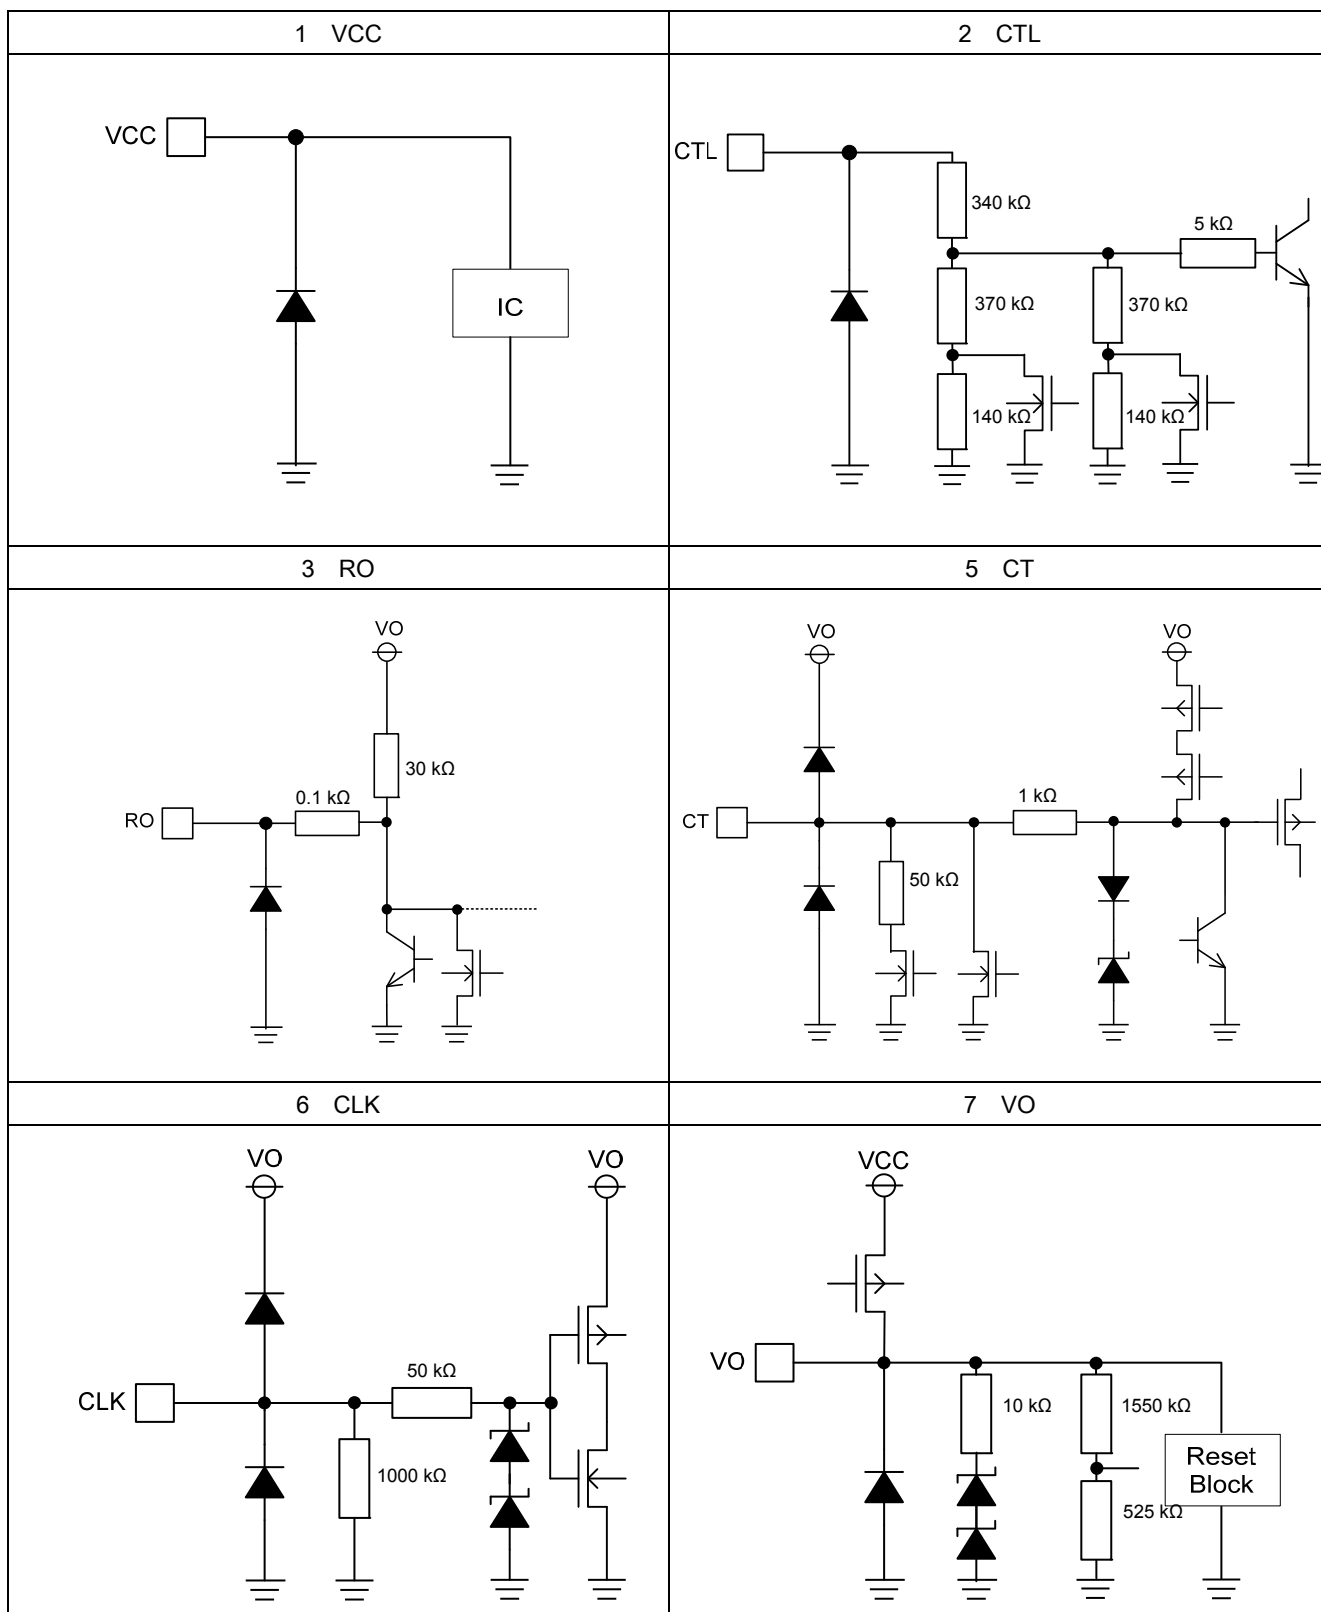 1 VCC
2 CTL
VCC
IC
CTL
340 kΩ
5 kΩ
370 kΩ
370 kΩ
140 kΩ
140 kΩ
3 RO
5 CT
VO
30 kΩ
0.1 kΩ
RO
VO
VO
1 kΩ
CT
50 kΩ
6 CLK
7 VO
VO
VO
50 kΩ
CLK
1000 kΩ
VCC
VO
10 kΩ
1550 kΩ
Reset
Block
525 kΩ